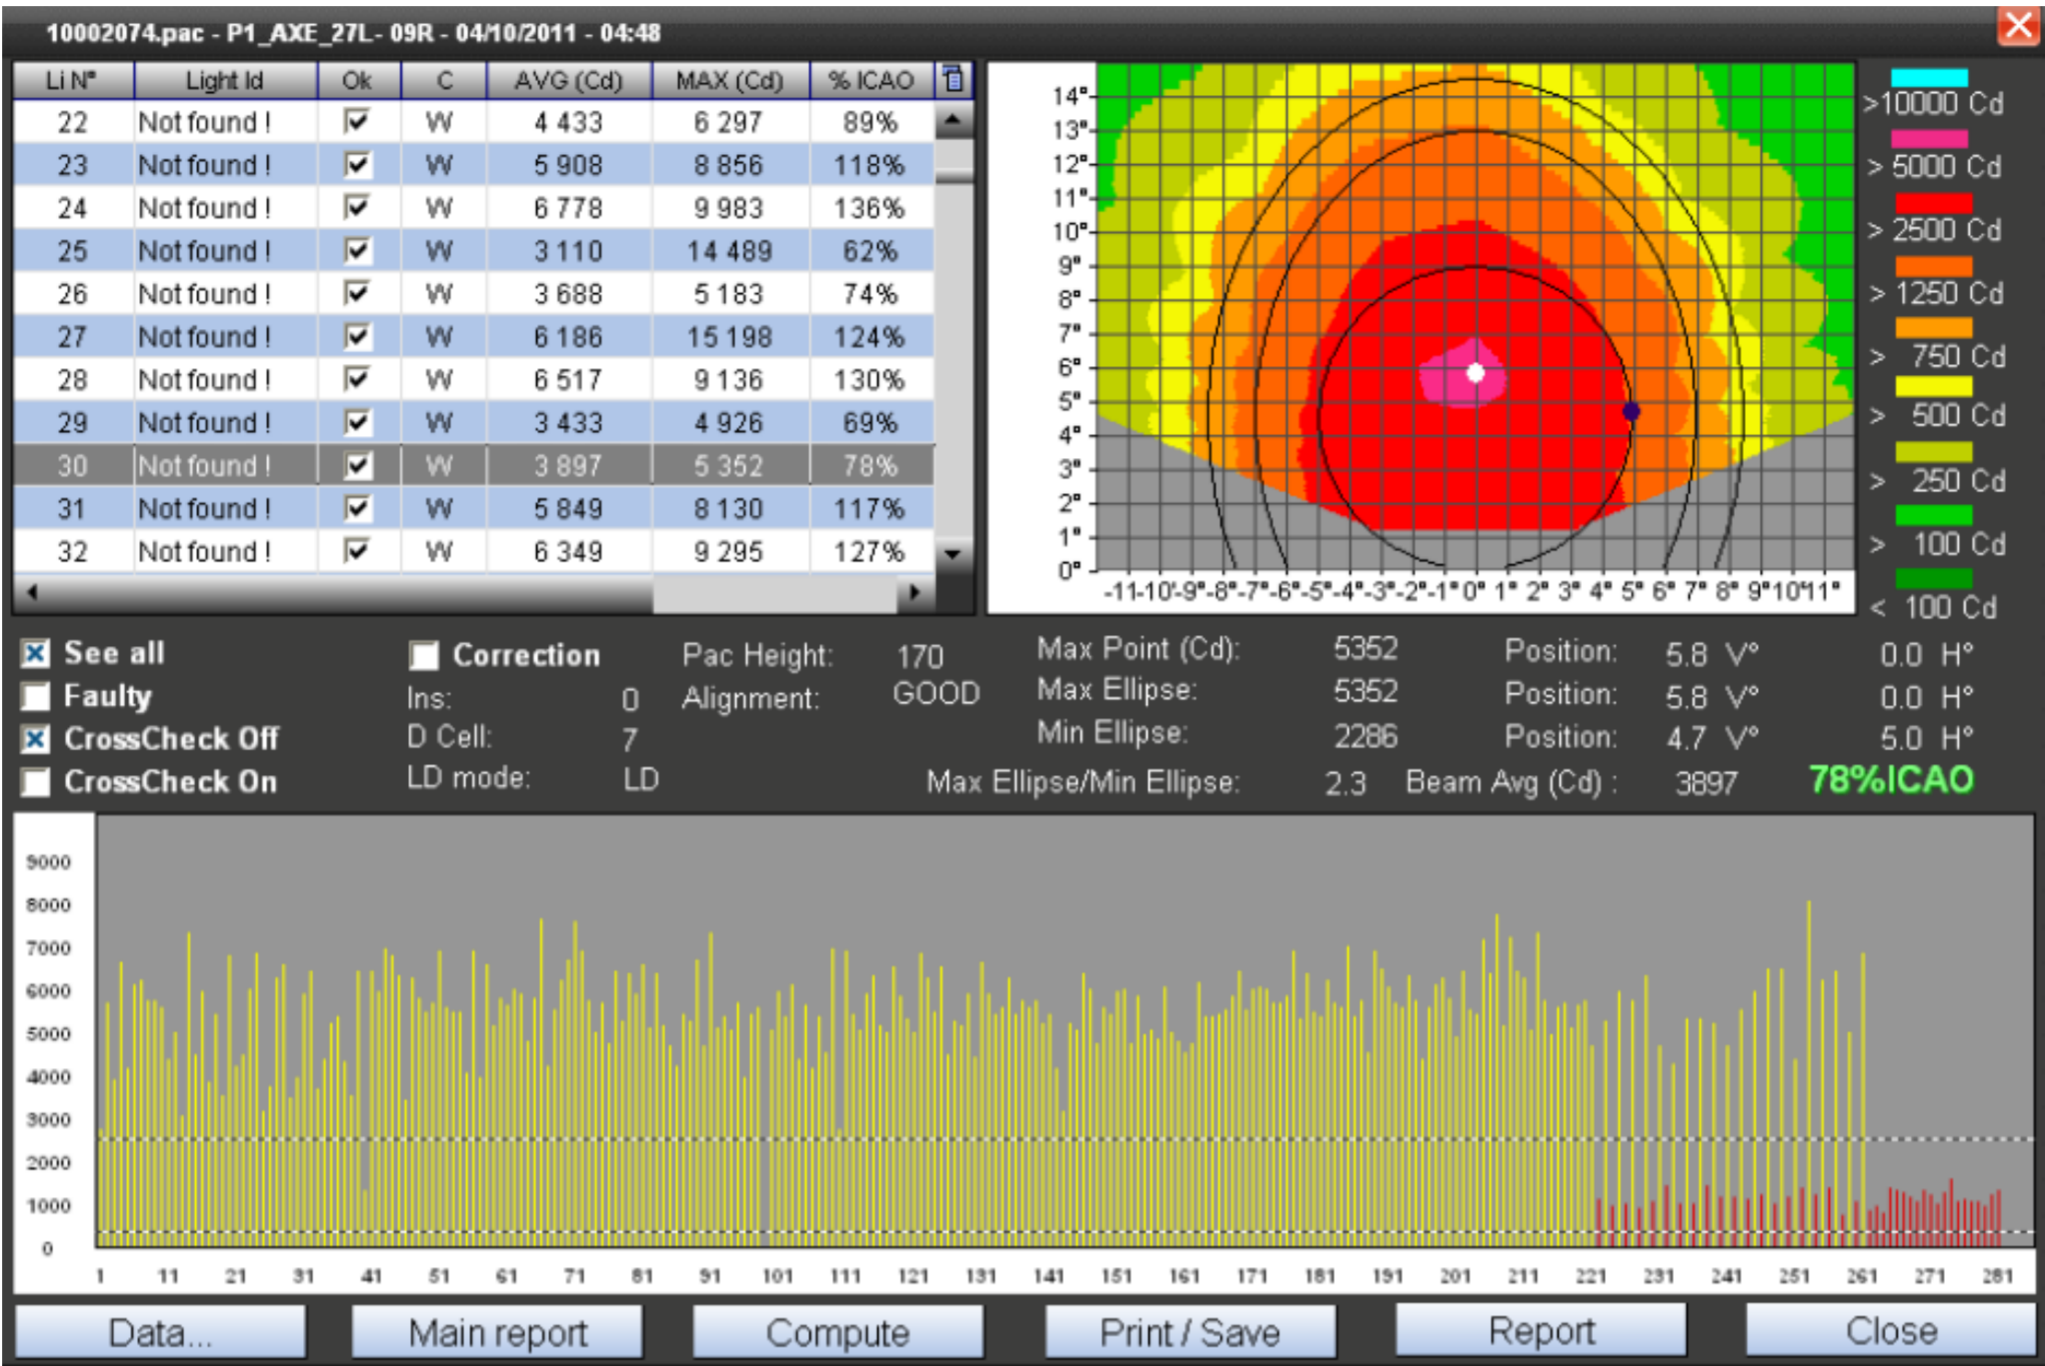 10002074.pac - P1_AXE_27L- 09R - 04/10/2011 - 04:48
Li N° Light Id Ok C AVG (Cd) MAX (Cd) % ICAO
22 Not found ! W 4 433 6 297 89%
23 Not found ! W 5 908 8 856 118%
24 Not found ! W 6 778 9 983 136%
25 Not found ! W 3 110 14 489 62%
26 Not found ! W 3 688 5 183 74%
27 Not found ! W 6 186 15 198 124%
28 Not found ! W 6 517 9 136 130%
29 Not found ! W 3 433 4 926 69%
30 Not found ! W 3 897 5 352 78%
31 Not found ! W 5 849 8 130 117%
32 Not found ! W 6 349 9 295 127%
14°
13°
12°
11°
10°
9°
8°
7°
6°
5°
4°
3°
2°
1°
0°
-11-10°-9°-8°-7°-6°-5°-4°-3°-2°-1° 0° 1° 2° 3° 4° 5° 6° 7° 8° 9°10°11°
>10000 Cd
> 5000 Cd
> 2500 Cd
> 1250 Cd
> 750 Cd
> 500 Cd
> 250 Cd
> 100 Cd
< 100 Cd
See all Correction Pac Height: 170 Max Point (Cd): 5352 Position: 5.8 V° 0.0 H°
Faulty Ins: 0 Alignment: GOOD Max Ellipse: 5352 Position: 5.8 V° 0.0 H°
CrossCheck Off D Cell: 7 Min Ellipse: 2286 Position: 4.7 V° 5.0 H°
CrossCheck On LD mode: LD Max Ellipse/Min Ellipse: 2.3 Beam Avg (Cd) : 3897 78%ICAO
9000
8000
7000
6000
5000
4000
3000
2000
1000
0
1 11 21 31 41 51 61 71 81 91 101 111 121 131 141 151 161 171 181 191 201 211 221 231 241 251 261 271 281
Data... Main report Compute Print / Save Report Close